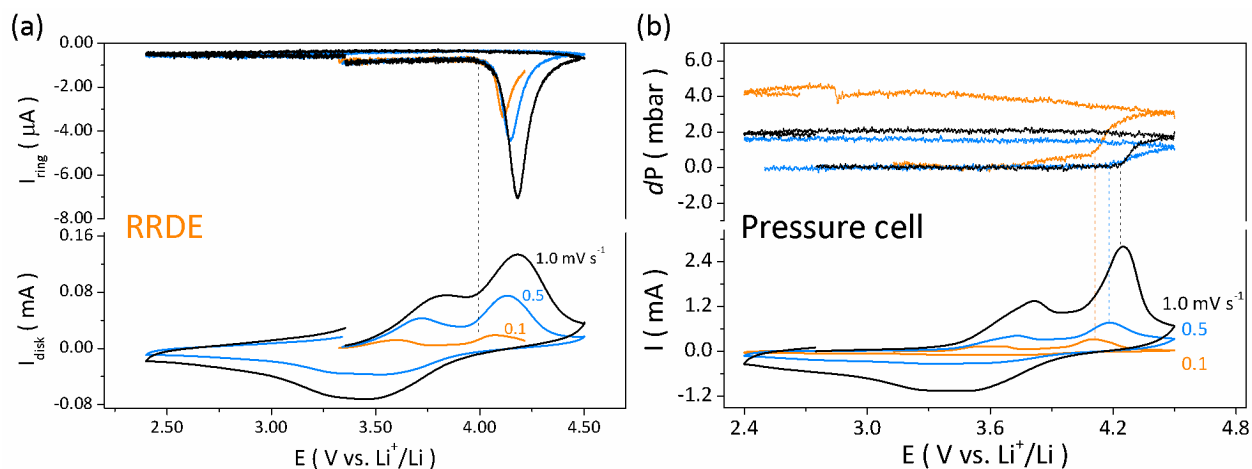 (a)
0.00
-2.00
-4.00
-6.00
-8.00
I_ring ( μA )
RRDE
0.16
0.08
0.00
-0.08
I_disk ( mA )
1.0 mV s⁻¹
0.5
0.1
2.50 3.00 3.50 4.00 4.50
E ( V vs. Li⁺/Li)
(b)
6.0
4.0
2.0
0.0
-2.0
dP ( mbar )
Pressure cell
2.4
1.2
0.0
-1.2
I ( mA )
1.0 mV s⁻¹
0.5
0.1
2.4 3.0 3.6 4.2 4.8
E ( V vs. Li⁺/Li)